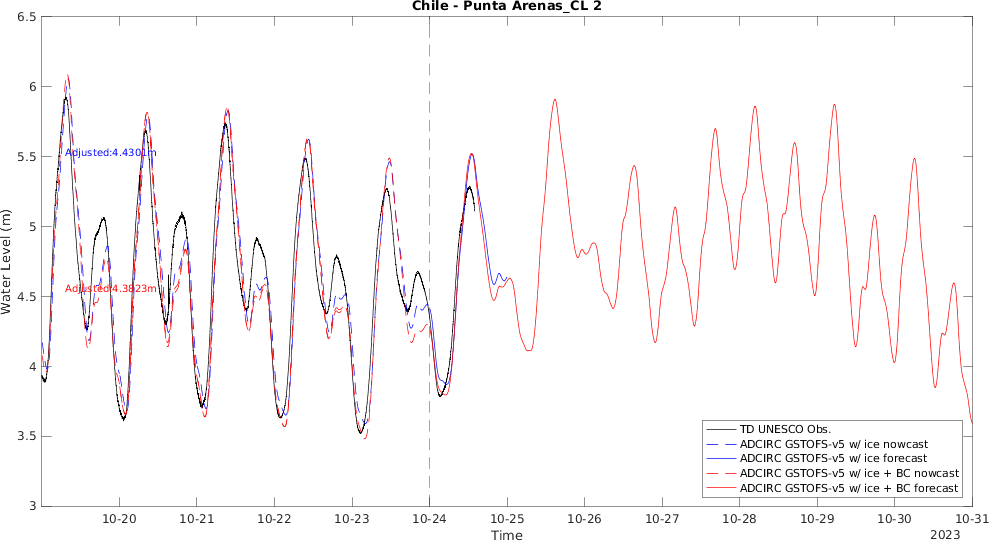 Chile - Punta Arenas_CL 2
6.5
6
5.5
5
4.5
4
3.5
3
Water Level (m)
Adjusted:4.4301m
Adjusted:4.3823m
TD UNESCO Obs.
ADCIRC GSTOFS-v5 w/ ice nowcast
ADCIRC GSTOFS-v5 w/ ice forecast
ADCIRC GSTOFS-v5 w/ ice + BC nowcast
ADCIRC GSTOFS-v5 w/ ice + BC forecast
10-20 10-21 10-22 10-23 10-24 10-25 10-26 10-27 10-28 10-29 10-30 10-31
Time
2023